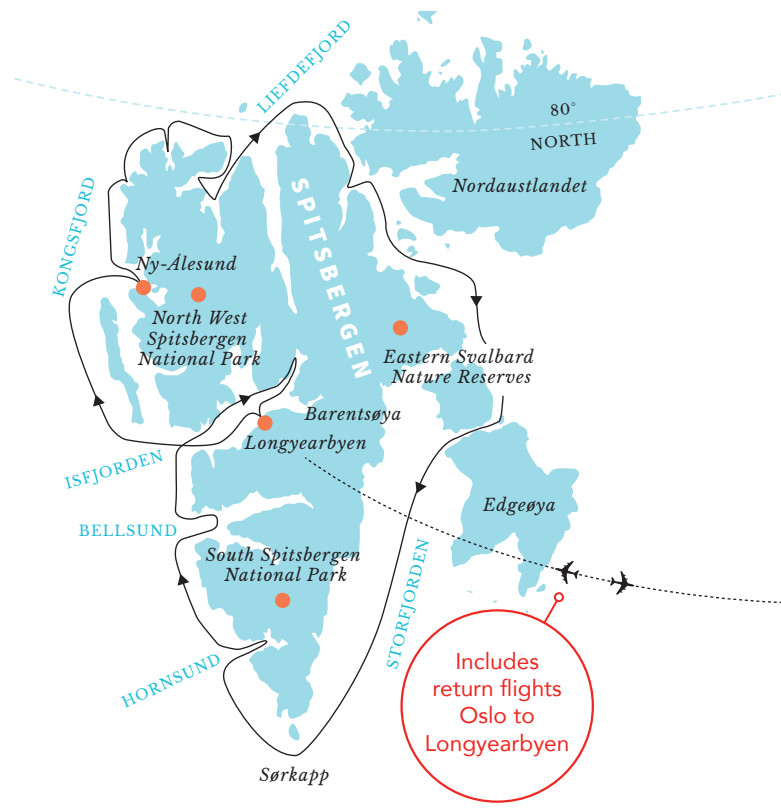 LIEFDEFJORD
80°
NORTH
Nordaustlandet
KONGSFJORD
SPITSBERGEN
Ny-Ålesund
North West
Spitsbergen
National Park
Eastern Svalbard
Nature Reserves
Barentsøya
Longyearbyen
ISFJORDEN
Edgeøya
BELLSUND
South Spitsbergen
National Park
STORFJORDEN
HORNSUND
Includes
return flights
Oslo to
Longyearbyen
Sørkapp